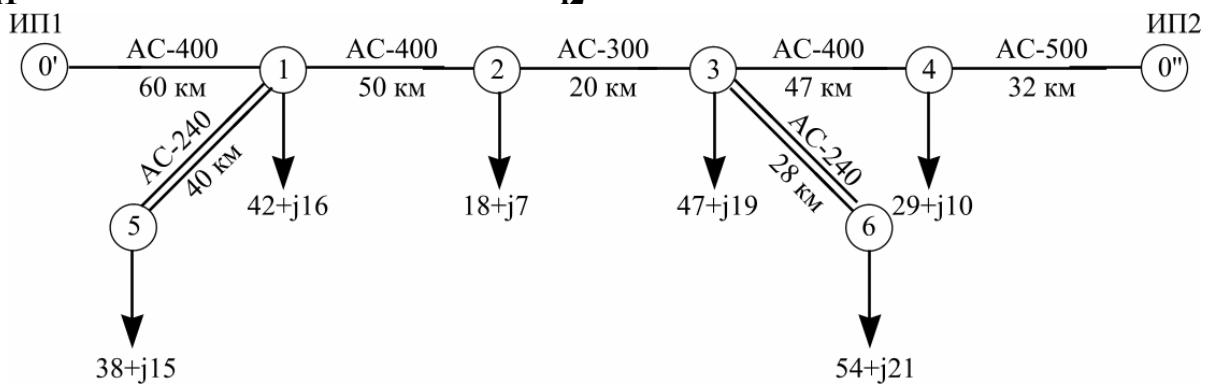 ИП1
ИП2
0'
АС-400
60 км
1
АС-400
50 км
2
АС-300
20 км
3
АС-400
47 км
4
АС-500
32 км
0"
АС-240
40 км
АС-240
28 км
42+j16
18+j7
47+j19
29+j10
5
6
38+j15
54+j21